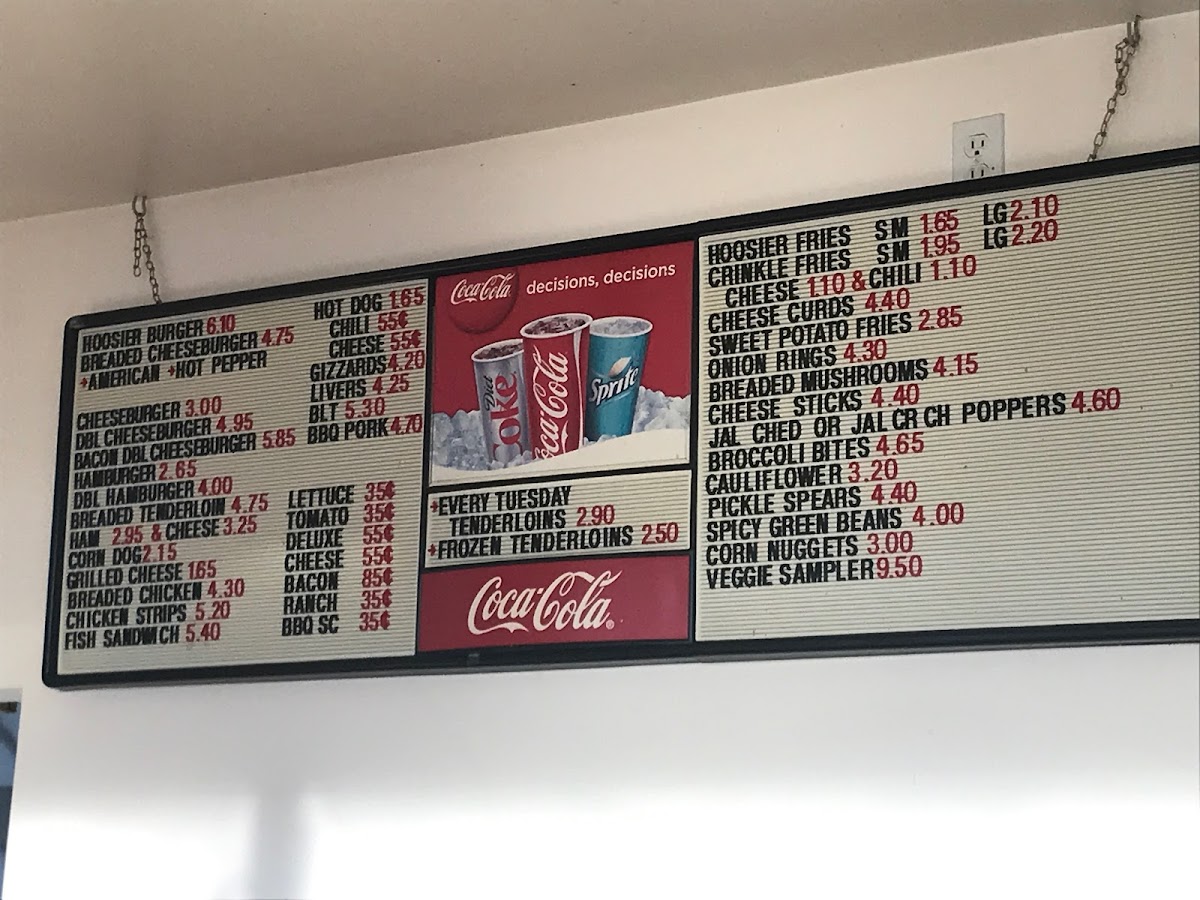 HOOSIER BURGER 6.10
BREADED CHEESEBURGER 4.75
+AMERICAN +HOT PEPPER
CHEESEBURGER 3.00
DBL CHEESEBURGER 4.95
BACON DBL CHEESEBURGER 5.85
HAMBURGER 2.65
DBL HAMBURGER 4.00
BREADED TENDERLOIN 4.75
HAM 2.95 & CHEESE 3.25
CORN DOG 2.15
GRILLED CHEESE 1.65
BREADED CHICKEN 4.30
CHICKEN STRIPS 5.20
FISH SANDWICH 5.40
HOT DOG 1.65
CHILI 55¢
CHEESE 55¢
GIZZARDS 4.20
LIVERS 4.25
BLT 5.30
BBQ PORK 4.70
LETTUCE 35¢
TOMATO 35¢
DELUXE 55¢
CHEESE 55¢
BACON 85¢
RANCH 35¢
BBQ SC 35¢
Coca-Cola decisions, decisions
Diet Coke
Coca-Cola
Sprite
+EVERY TUESDAY
TENDERLOINS 2.90
+FROZEN TENDERLOINS 2.50
Coca-Cola®
HOOSIER FRIES SM 1.65 LG 2.10
CRINKLE FRIES SM 1.95 LG 2.20
CHEESE 1.10 & CHILI 1.10
CHEESE CURDS 4.40
SWEET POTATO FRIES 2.85
ONION RINGS 4.30
BREADED MUSHROOMS 4.15
CHEESE STICKS 4.40
JAL CHED OR JAL CR CH POPPERS 4.60
BROCCOLI BITES 4.65
CAULIFLOWER 3.20
PICKLE SPEARS 4.40
SPICY GREEN BEANS 4.00
CORN NUGGETS 3.00
VEGGIE SAMPLER 9.50